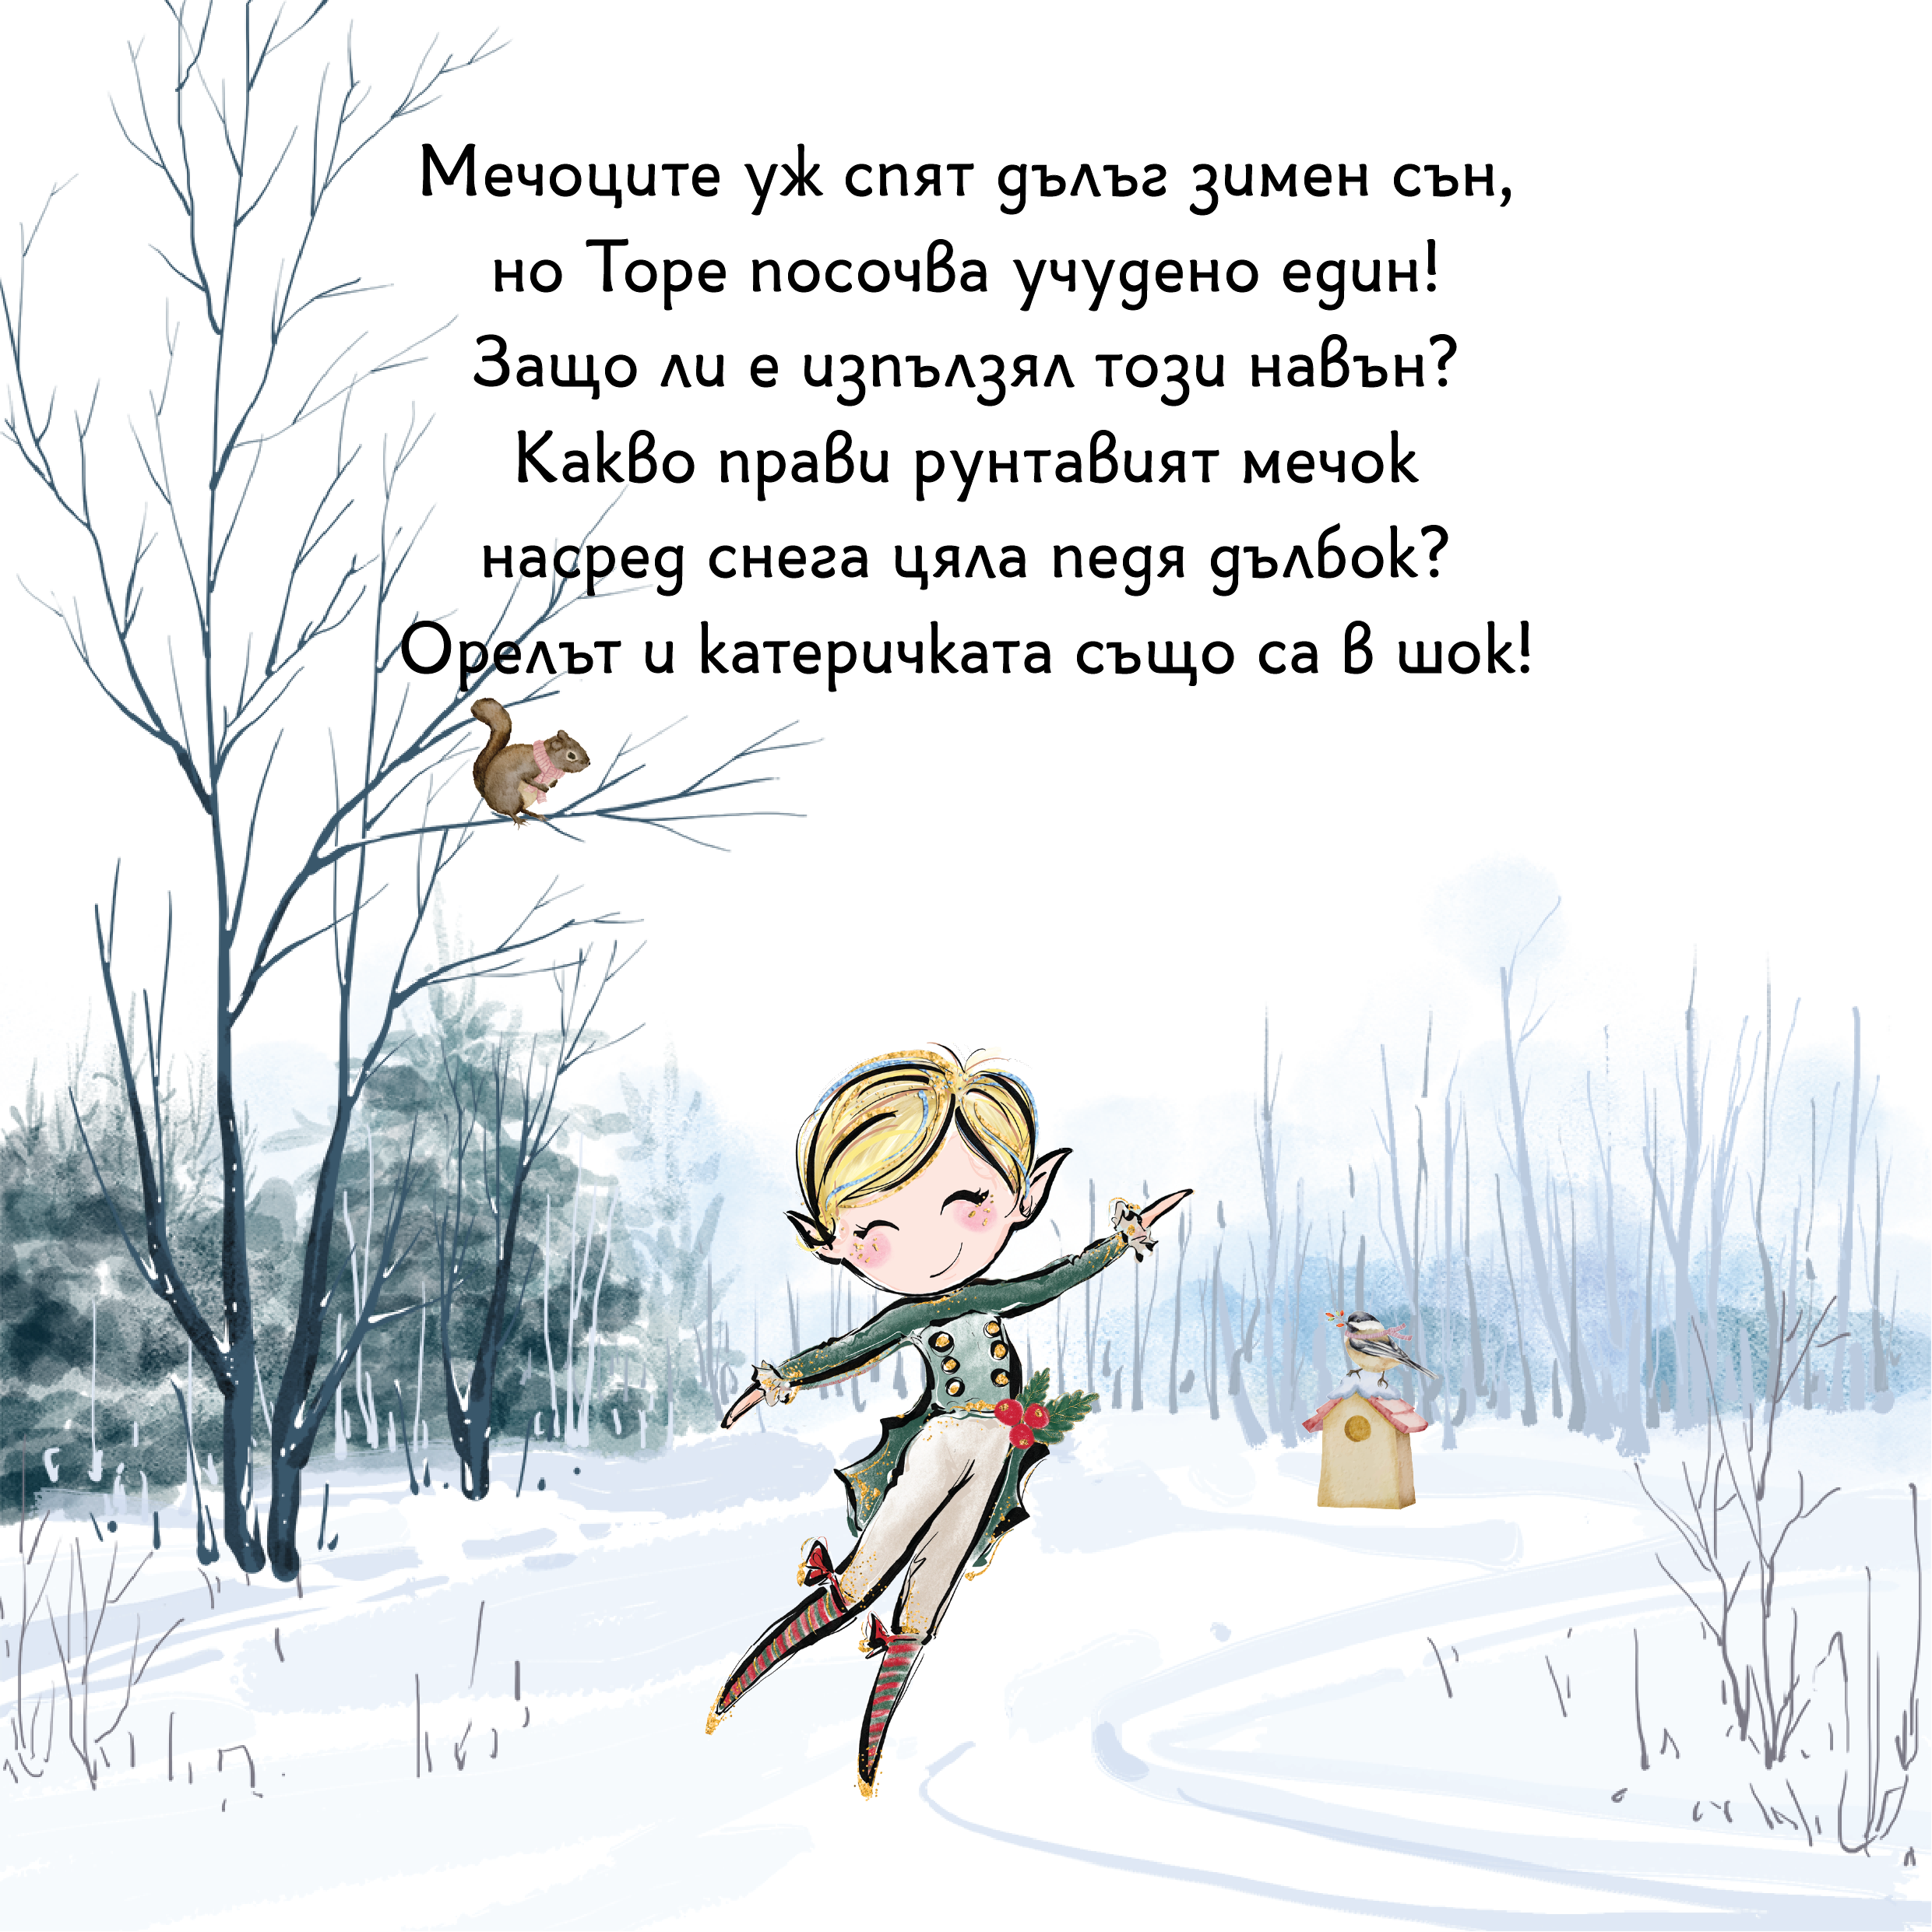 Мечоците уж спят дълъг зимен сън,
но Торе посочва учудено един!
Защо ли е изпълзял този навън?
Какво прави рунтавият мечок
насред снега цяла педя дълбок?
Орелът и катеричката също са в шок!